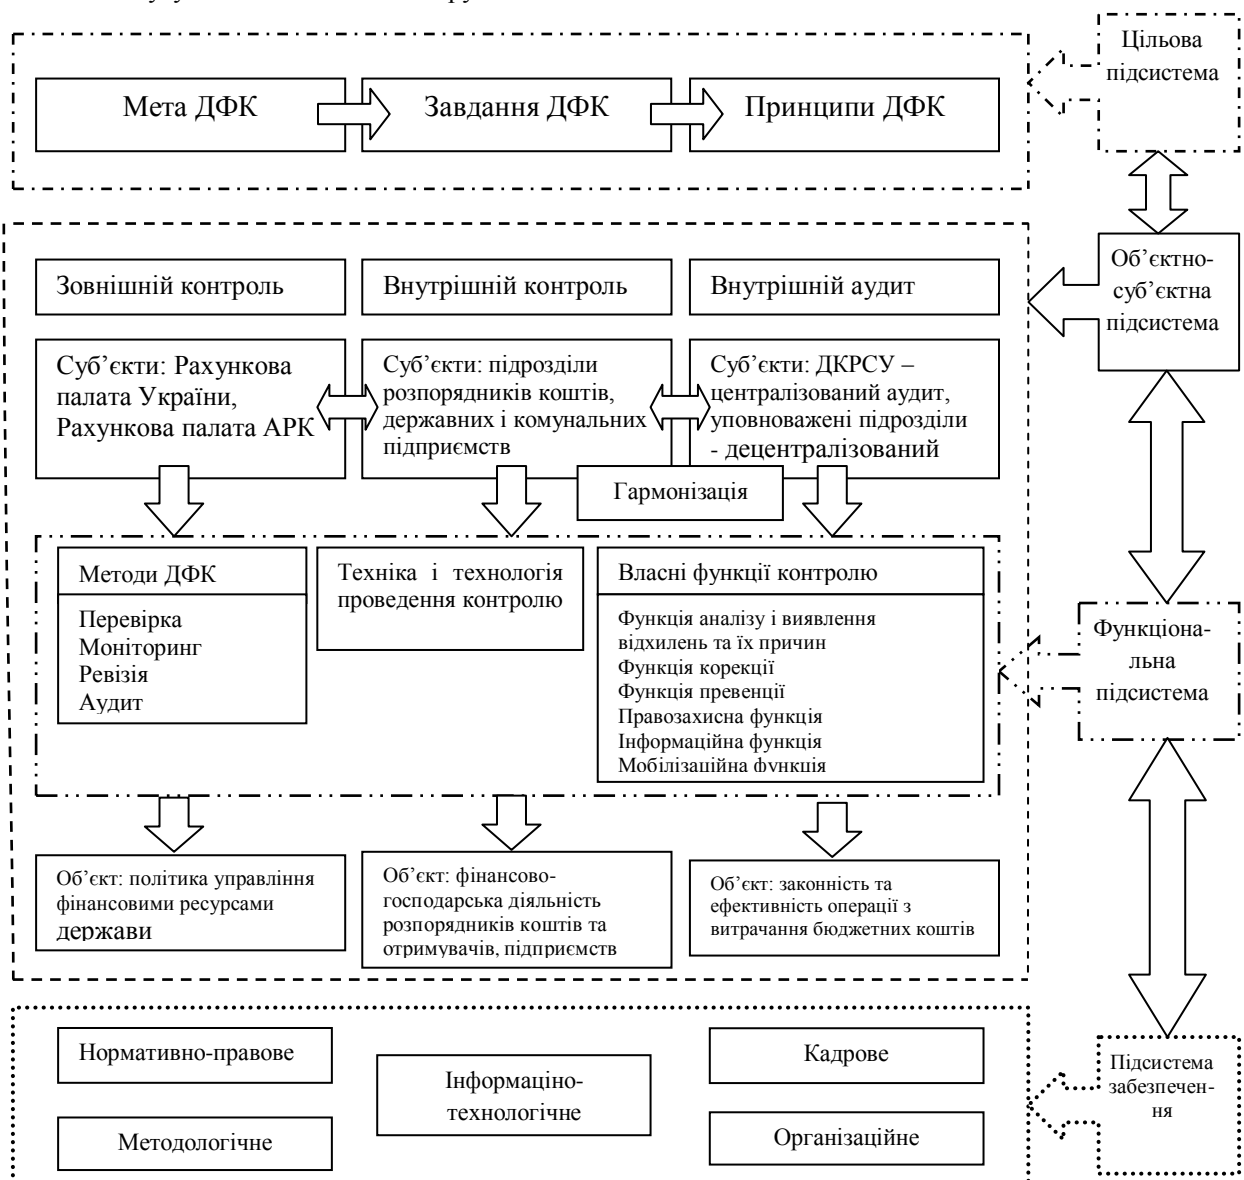 Цільова
підсистема
Мета ДФК
Завдання ДФК
Принципи ДФК
Об’єктно-
суб’єктна
підсистема
Зовнішній контроль
Внутрішній контроль
Внутрішній аудит
Суб’єкти: Рахункова
палата України,
Рахункова палата АРК
Суб’єкти: підрозділи
розпорядників коштів,
державних і комунальних
підприємств
Суб’єкти: ДКРСУ –
централізований аудит,
уповноважені підрозділи
- децентралізований
Гармонізація
Методи ДФК
Перевірка
Моніторинг
Ревізія
Аудит
Техніка і технологія
проведення контролю
Власні функції контролю
Функція аналізу і виявлення
відхилень та їх причин
Функція корекції
Функція превенції
Правозахисна функція
Інформаційна функція
Мобілізаційна функція
Функціона-
льна
підсистема
Об’єкт: політика управління
фінансовими ресурсами
держави
Об’єкт: фінансово-
господарська діяльність
розпорядників коштів та
отримувачів, підприємств
Об’єкт: законність та
ефективність операції з
витрачання бюджетних коштів
Нормативно-правове
Методологічне
Інформаціно-
технологічне
Кадрове
Організаційне
Підсистема
забезпечен-
ня